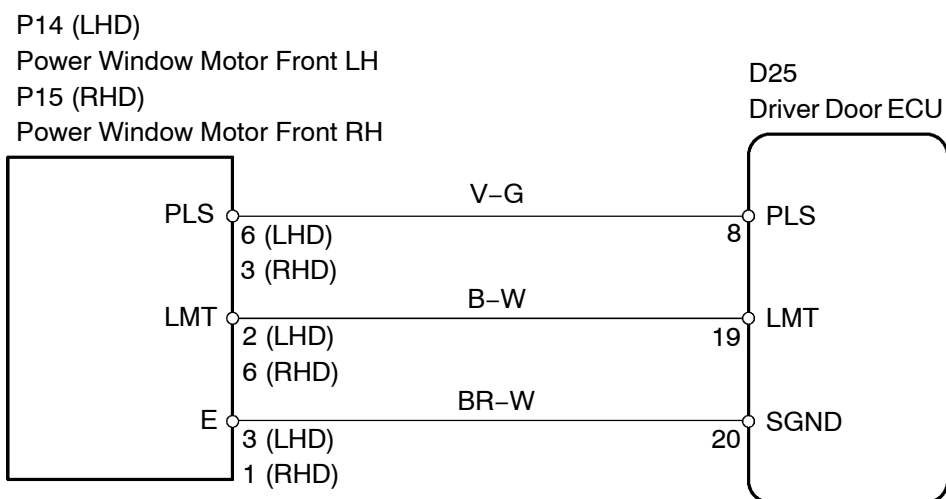 P14 (LHD)
Power Window Motor Front LH
P15 (RHD)
Power Window Motor Front RH
D25
Driver Door ECU
V–G
PLS
PLS
6 (LHD)
8
3 (RHD)
B–W
LMT
LMT
2 (LHD)
19
6 (RHD)
BR–W
E
SGND
3 (LHD)
20
1 (RHD)